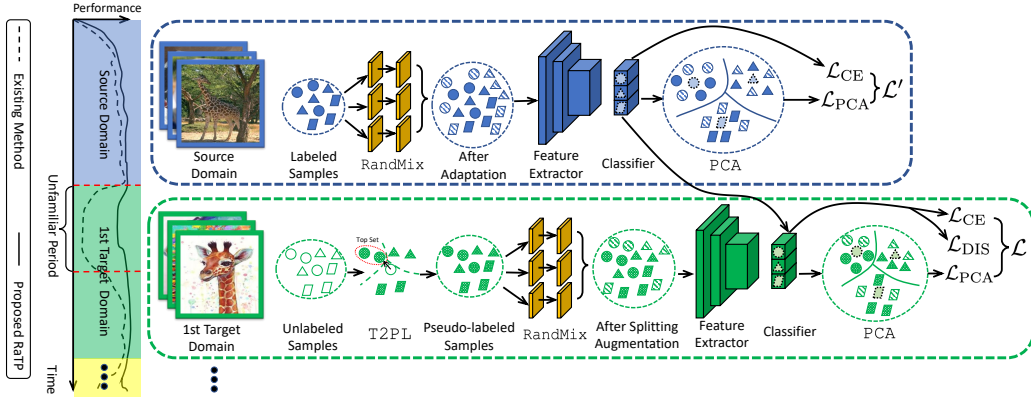 Performance
Existing Method
Proposed RaTP
Unfamiliar Period
Source Domain
1st Target Domain
Time
Source
Domain
Labeled
Samples
RandMix
After
Adaptation
Feature
Extractor
Classifier
PCA
ℒCE
ℒPCA
ℒ′
1st Target
Domain
Unlabeled
Samples
Top Set
T2PL
Pseudo-labeled
Samples
RandMix
After Splitting
Augmentation
Feature
Extractor
Classifier
PCA
ℒCE
ℒDIS
ℒPCA
ℒ